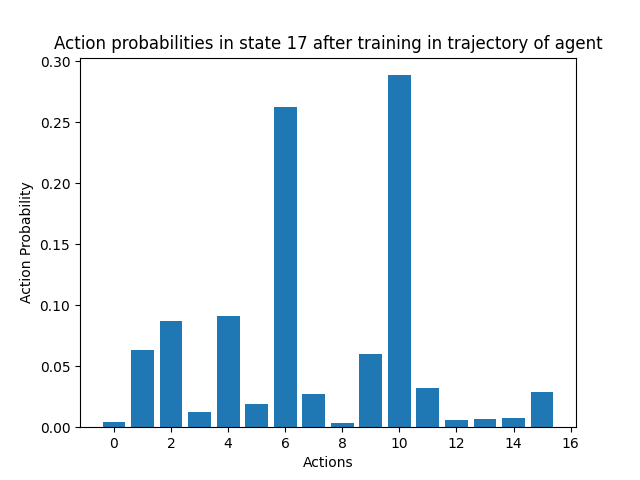 Action probabilities in state 17 after training in trajectory of agent
0.30
0.25
0.20
0.15
0.10
0.05
0.00
Action Probability
0 2 4 6 8 10 12 14 16
Actions